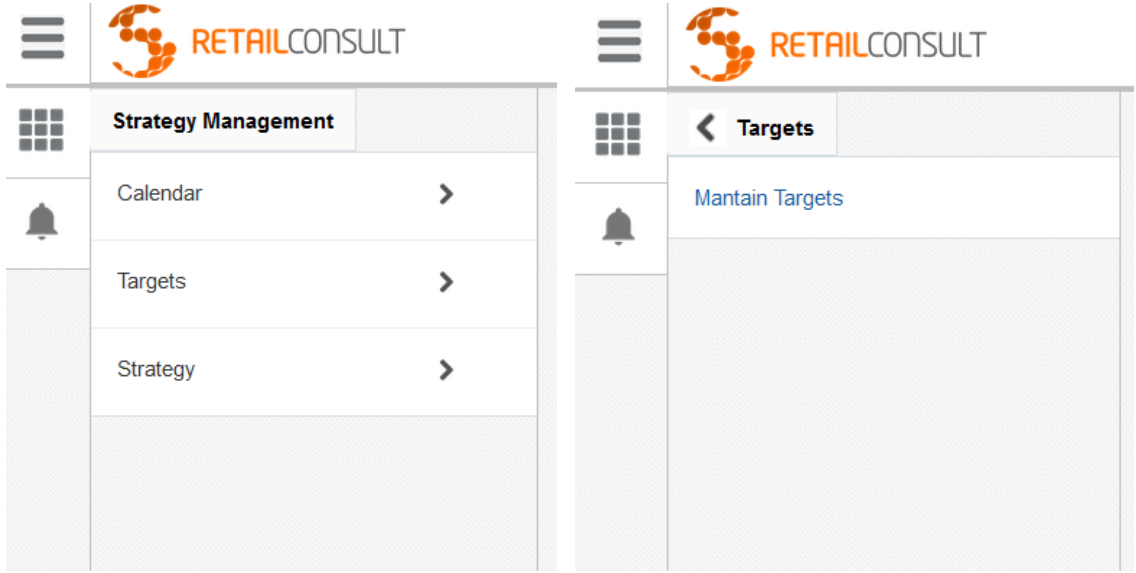 RETAILCONSULT
Strategy Management
Calendar
Targets
Strategy
RETAILCONSULT
Targets
Mantain Targets